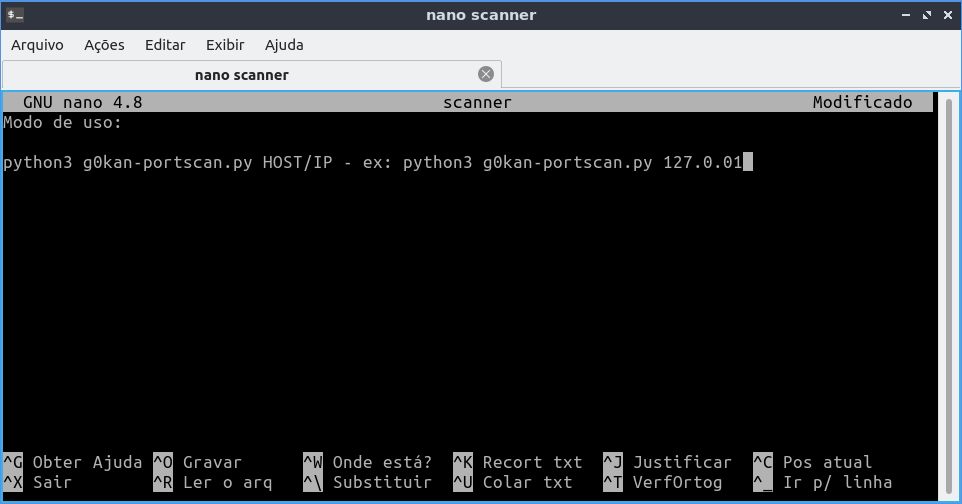 nano scanner
Arquivo Ações Editar Exibir Ajuda
nano scanner
GNU nano 4.8 scanner Modificado
Modo de uso:
python3 g0kan-portscan.py HOST/IP - ex: python3 g0kan-portscan.py 127.0.01
^G Obter Ajuda ^O Gravar ^W Onde está? ^K Recort txt ^J Justificar ^C Pos atual
^X Sair ^R Ler o arq ^\ Substituir ^U Colar txt ^T VerfOrtog ^_ Ir p/ linha